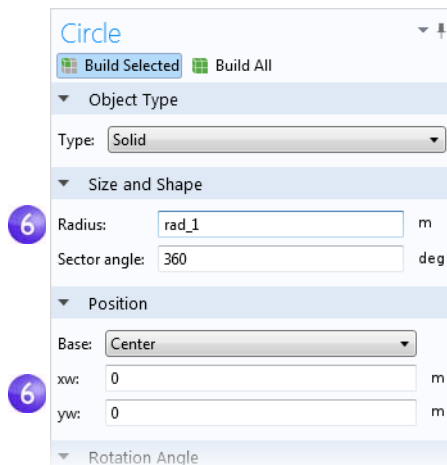 Circle
Build Selected Build All
Object Type
Type: Solid
Size and Shape
6 Radius: rad_1 m
Sector angle: 360 deg
Position
Base: Center
6 xw: 0 m
yw: 0 m
Rotation Angle